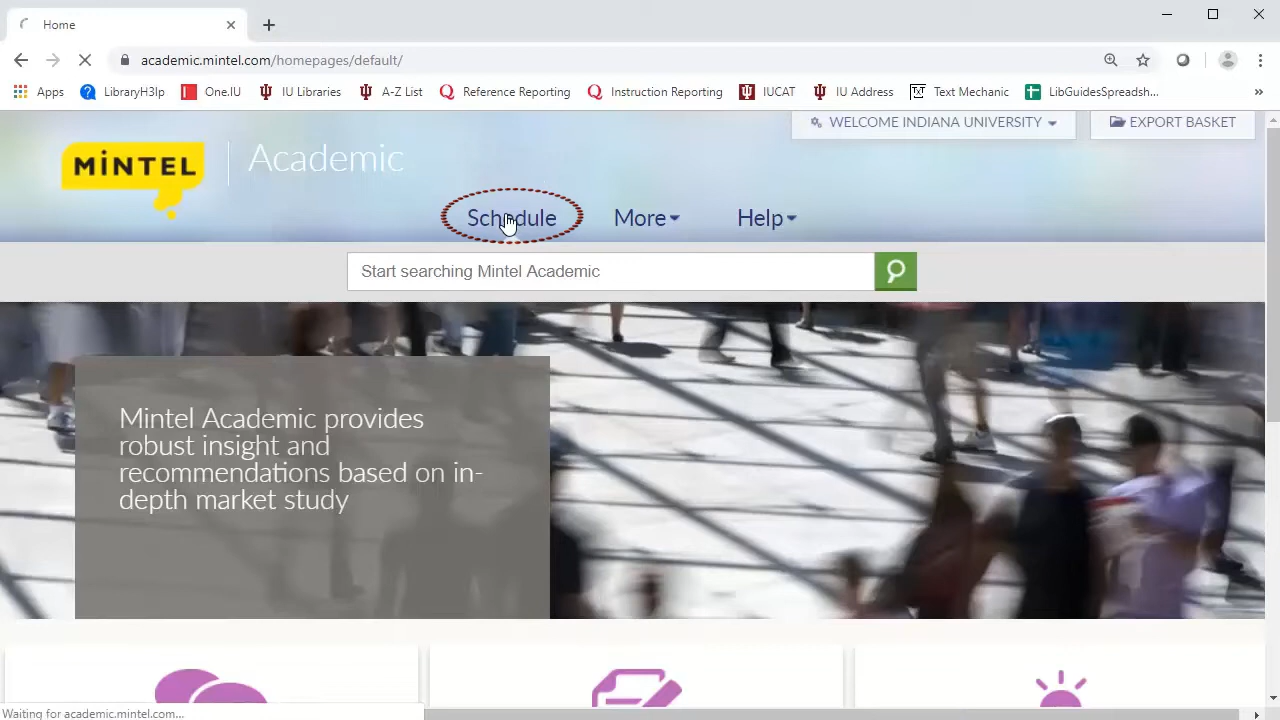 Home
academic.mintel.com/homepages/default/
Apps LibraryH3lp One.IU IU Libraries A-Z List Reference Reporting Instruction Reporting IUCAT IU Address Text Mechanic LibGuidesSpreadsh... »
WELCOME INDIANA UNIVERSITY EXPORT BASKET
MiNTEL Academic
Schedule More Help
Start searching Mintel Academic
Mintel Academic provides
robust insight and
recommendations based on in-
depth market study
Waiting for academic.mintel.com...